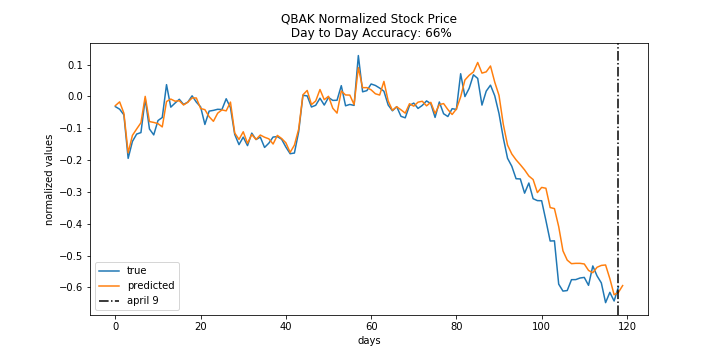 QBAK Normalized Stock Price
Day to Day Accuracy: 66%
normalized values
0.1
0.0
−0.1
−0.2
−0.3
−0.4
−0.5
−0.6
true
predicted
april 9
0 20 40 60 80 100 120
days